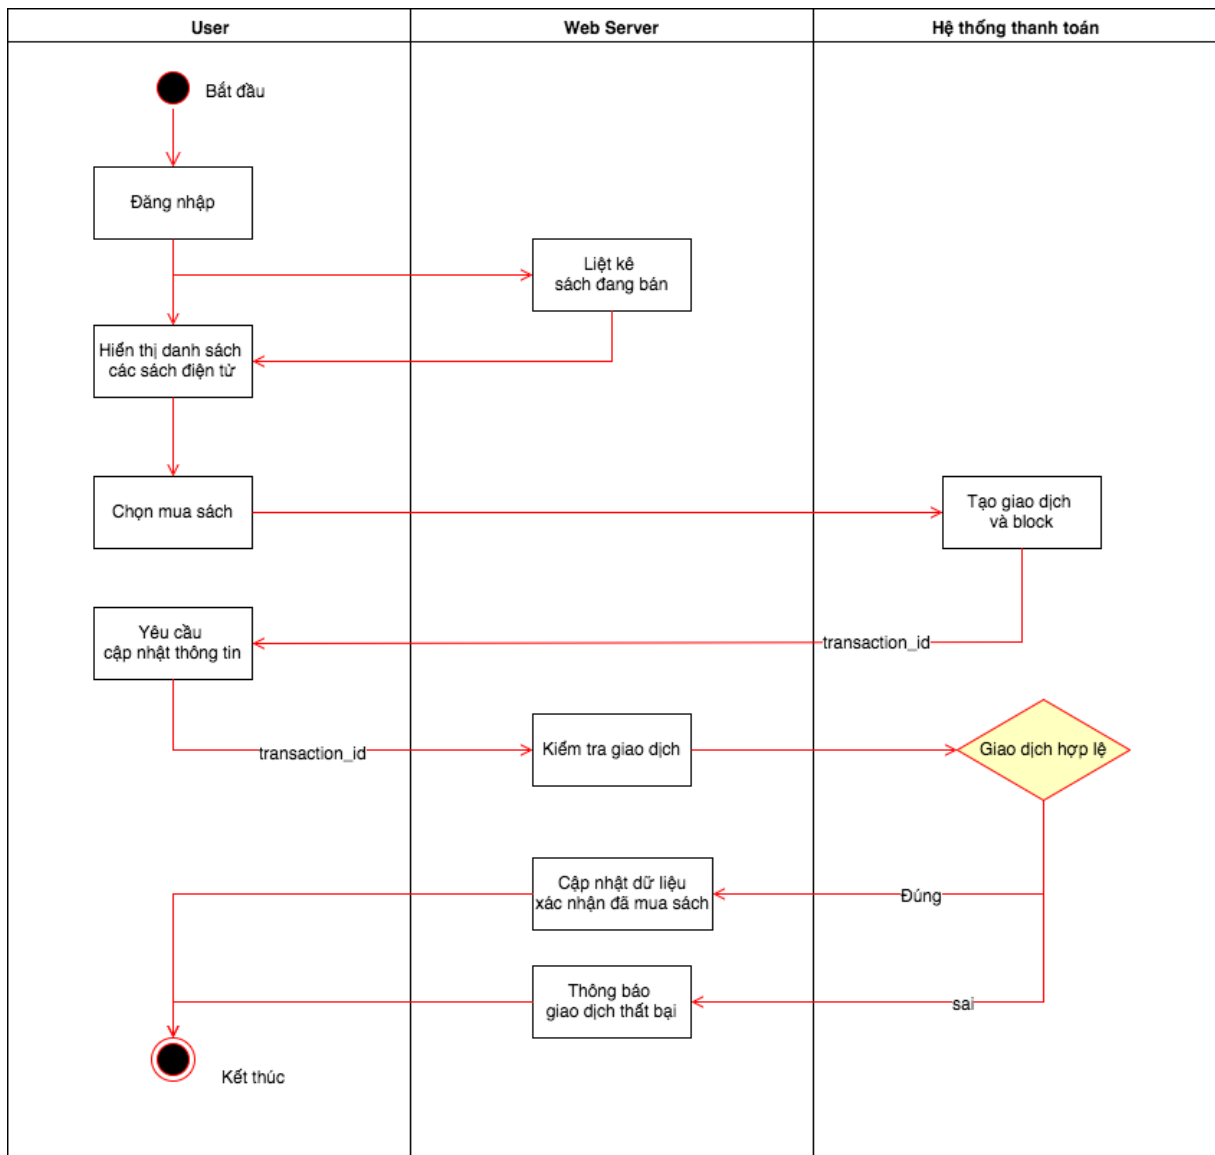 User
Web Server
Hệ thống thanh toán
Bắt đầu
Đăng nhập
Liệt kê
sách đang bán
Hiển thị danh sách
các sách điện tử
Chọn mua sách
Tạo giao dịch
và block
Yêu cầu
cập nhật thông tin
transaction_id
transaction_id
Kiểm tra giao dịch
Giao dịch hợp lệ
Cập nhật dữ liệu
xác nhận đã mua sách
Đúng
Thông báo
giao dịch thất bại
sai
Kết thúc